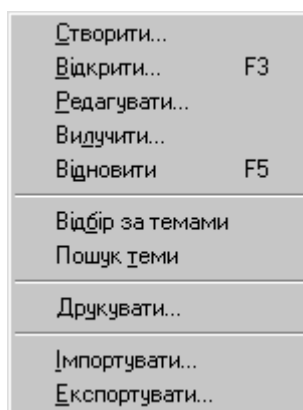 Створити...
Відкрити... F3
Редагувати...
Вилучити...
Відновити F5
Відбір за темами
Пошук теми
Друкувати...
Імпортувати...
Експортувати...